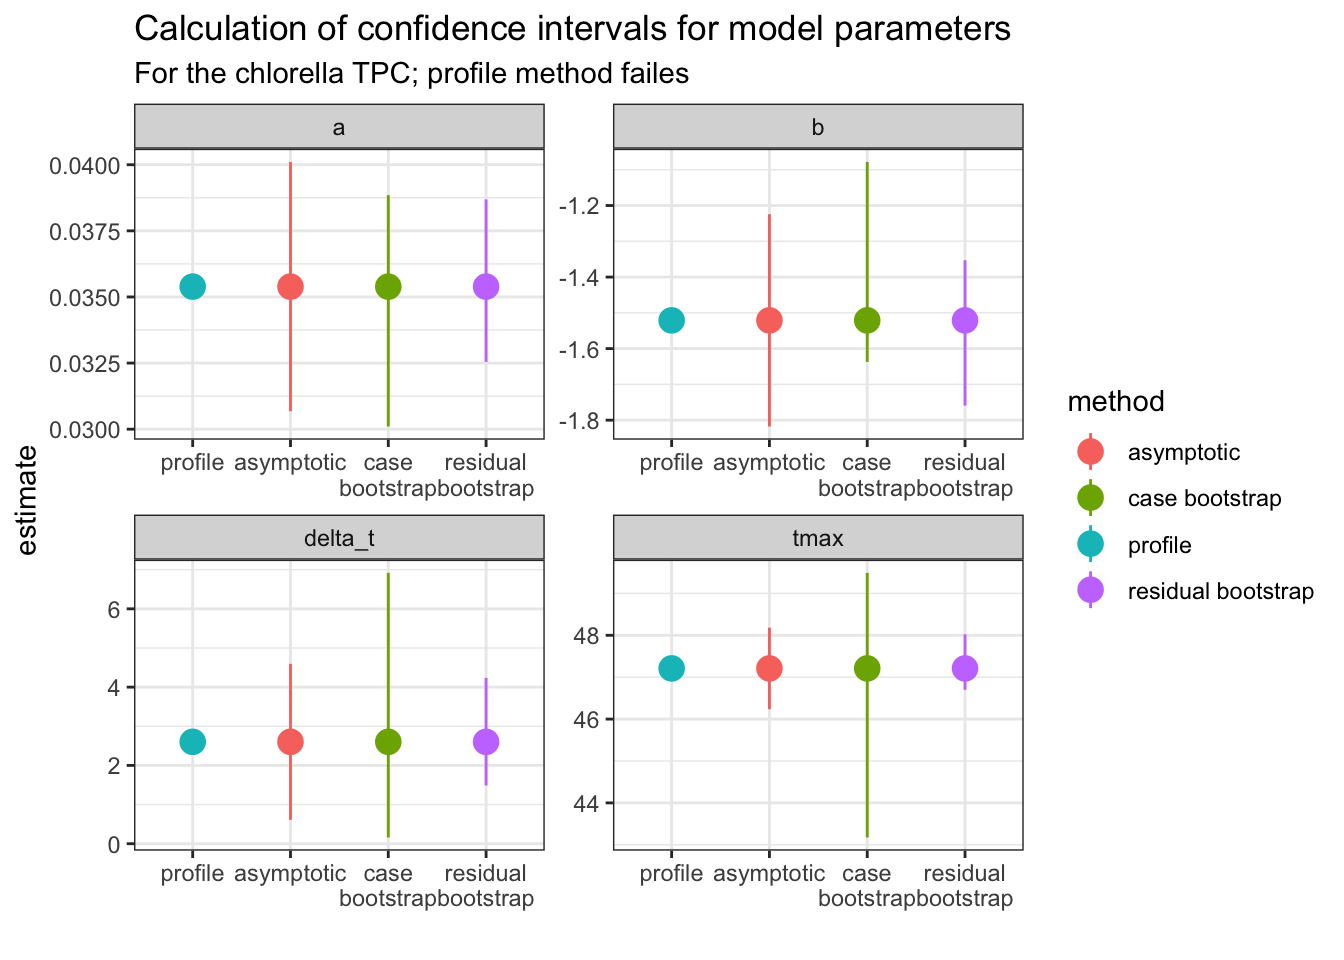 Calculation of confidence intervals for model parameters
For the chlorella TPC; profile method failes
a
b
0.0400
0.0375
0.0350
0.0325
0.0300
-1.2
-1.4
-1.6
-1.8
profile asymptotic case residual
bootstrap bootstrap
profile asymptotic case residual
bootstrap bootstrap
estimate
delta_t
tmax
6
4
2
0
48
46
44
profile asymptotic case residual
bootstrap bootstrap
profile asymptotic case residual
bootstrap bootstrap
method
asymptotic
case bootstrap
profile
residual bootstrap